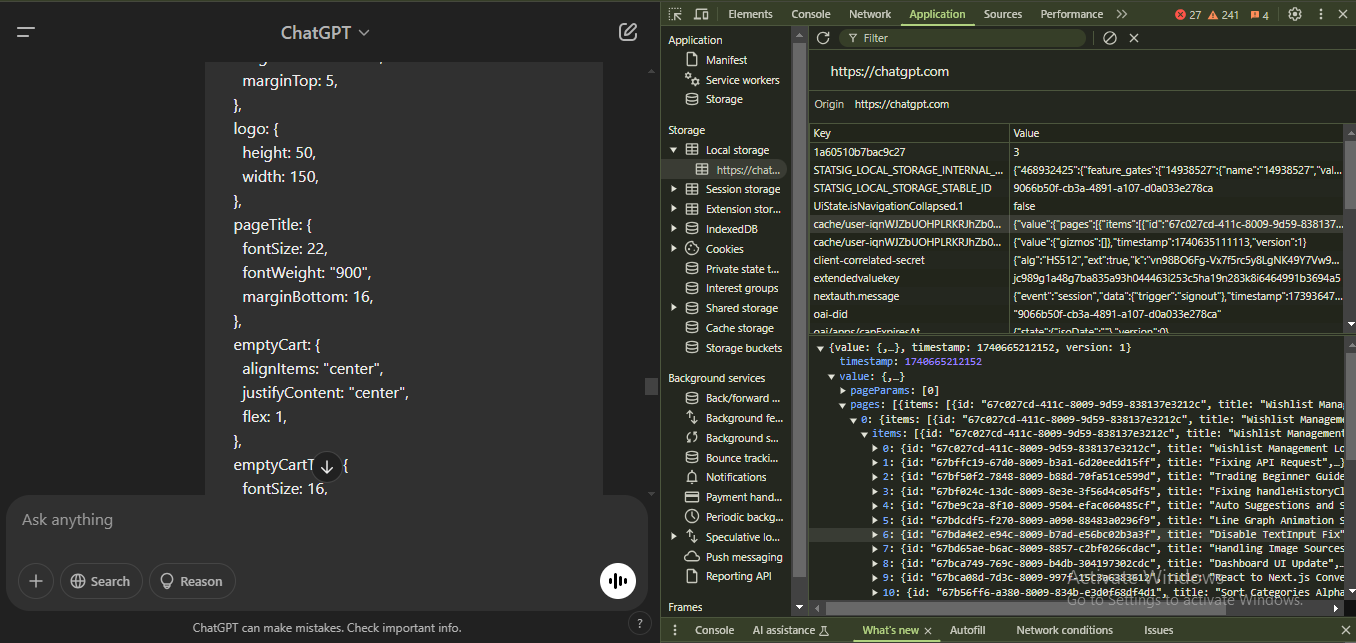 ChatGPT
marginTop: 5,
},
logo: {
height: 50,
width: 150,
},
pageTitle: {
fontSize: 22,
fontWeight: "900",
marginBottom: 16,
},
emptyCart: {
alignItems: "center",
justifyContent: "center",
flex: 1,
},
emptyCartT {
fontSize: 16,
Ask anything
Search
Reason
ChatGPT can make mistakes. Check important info.
?
Elements Console Network Application Sources Performance 27 241 4
Application
Manifest
Service workers
Storage
Storage
Local storage
https://chat...
Session storage
Extension stor...
IndexedDB
Cookies
Private state t...
Interest groups
Shared storage
Cache storage
Storage buckets
Background services
Back/forward ...
Background fe...
Background s...
Bounce tracki...
Notifications
Payment hand...
Periodic backg...
Speculative lo...
Push messaging
Reporting API
Frames
Filter
https://chatgpt.com
Origin https://chatgpt.com
Key Value
1a60510b7bac9c27 3
STATSIG_LOCAL_STORAGE_INTERNAL_... {"468932425":{"feature_gates":{"14938527":{"name":"14938527","val...
STATSIG_LOCAL_STORAGE_STABLE_ID 9066b50f-cb3a-4891-a107-d0a033e278ca
UiState.isNavigationCollapsed.1 false
cache/user-iqnWJZbUOHPLRKRJhZb0... {"value":{"pages":[{"items":[{"id":"67c027cd-411c-8009-9d59-838137...
cache/user-iqnWJZbUOHPLRKRJhZb0... {"value":{"gizmos":[]},"timestamp":1740635111113,"version":1}
client-correlated-secret {"alg":"HS512","ext":true,"k":"vn98BO6Fg-Vx7f5rc5y8LgNK49Y7Vw9...
extendedvaluekey jc989g1a48g7ba835a93h044463i253c5ha19n283k8i6464991b3694a5
nextauth.message {"event":"session","data":{"trigger":"signout"},"timestamp":17393647...
oai-did "9066b50f-cb3a-4891-a107-d0a033e278ca"
oai/apps/capExpiresAt {"state":{"isoDate":""},"version":0}
{value: {,…}, timestamp: 1740665212152, version: 1}
timestamp: 1740665212152
value: {,…}
pageParams: [0]
pages: [{items: [{id: "67c027cd-411c-8009-9d59-838137e3212c", title: "Wishlist Mana
0: {items: [{id: "67c027cd-411c-8009-9d59-838137e3212c", title: "Wishlist Manageme
items: [{id: "67c027cd-411c-8009-9d59-838137e3212c", title: "Wishlist Management
0: {id: "67c027cd-411c-8009-9d59-838137e3212c", title: "Wishlist Management Lo
1: {id: "67bffc19-67d0-8009-b3a1-6d20eedd15ff", title: "Fixing API Request",…}
2: {id: "67bf50f2-7848-8009-b88d-70fa51ce599d", title: "Trading Beginner Guide
3: {id: "67bf024c-13dc-8009-8e3e-3f56d4c05df5", title: "Fixing handleHistoryCl
4: {id: "67be9c2a-8f10-8009-9504-efac060485cf", title: "Auto Suggestions and S
5: {id: "67bdcdf5-f270-8009-a090-88483a0296f9", title: "Line Graph Animation S
6: {id: "67bda4e2-e94c-8009-b7ad-e56bc02b3a3f", title: "Disable TextInput Fix"
7: {id: "67bd65ae-b6ac-8009-8857-c2bf0266cdac", title: "Handling Image Sources
8: {id: "67bca749-769c-8009-b4db-304197302cdc", title: "Dashboard UI Update",…
9: {id: "67bca08d-7d3c-8009-997f-15c3a6383612", title: "React to Next.js Conve
10: {id: "67b56ff6-a380-8009-834b-e3d0f68df4d1", title: "Sort Categories Alpha
Activate Windows
Go to Settings to activate Windows.
Console AI assistance What's new Autofill Network conditions Issues